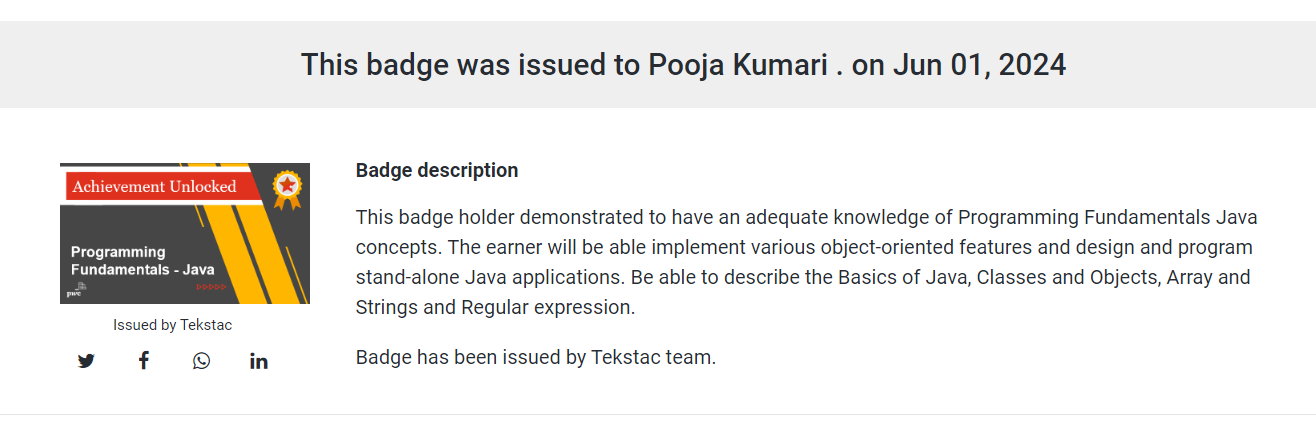 This badge was issued to Pooja Kumari . on Jun 01, 2024
Achievement Unlocked
Programming
Fundamentals - Java
pwc
Issued by Tekstac
Badge description
This badge holder demonstrated to have an adequate knowledge of Programming Fundamentals Java
concepts. The earner will be able implement various object-oriented features and design and program
stand-alone Java applications. Be able to describe the Basics of Java, Classes and Objects, Array and
Strings and Regular expression.
Badge has been issued by Tekstac team.